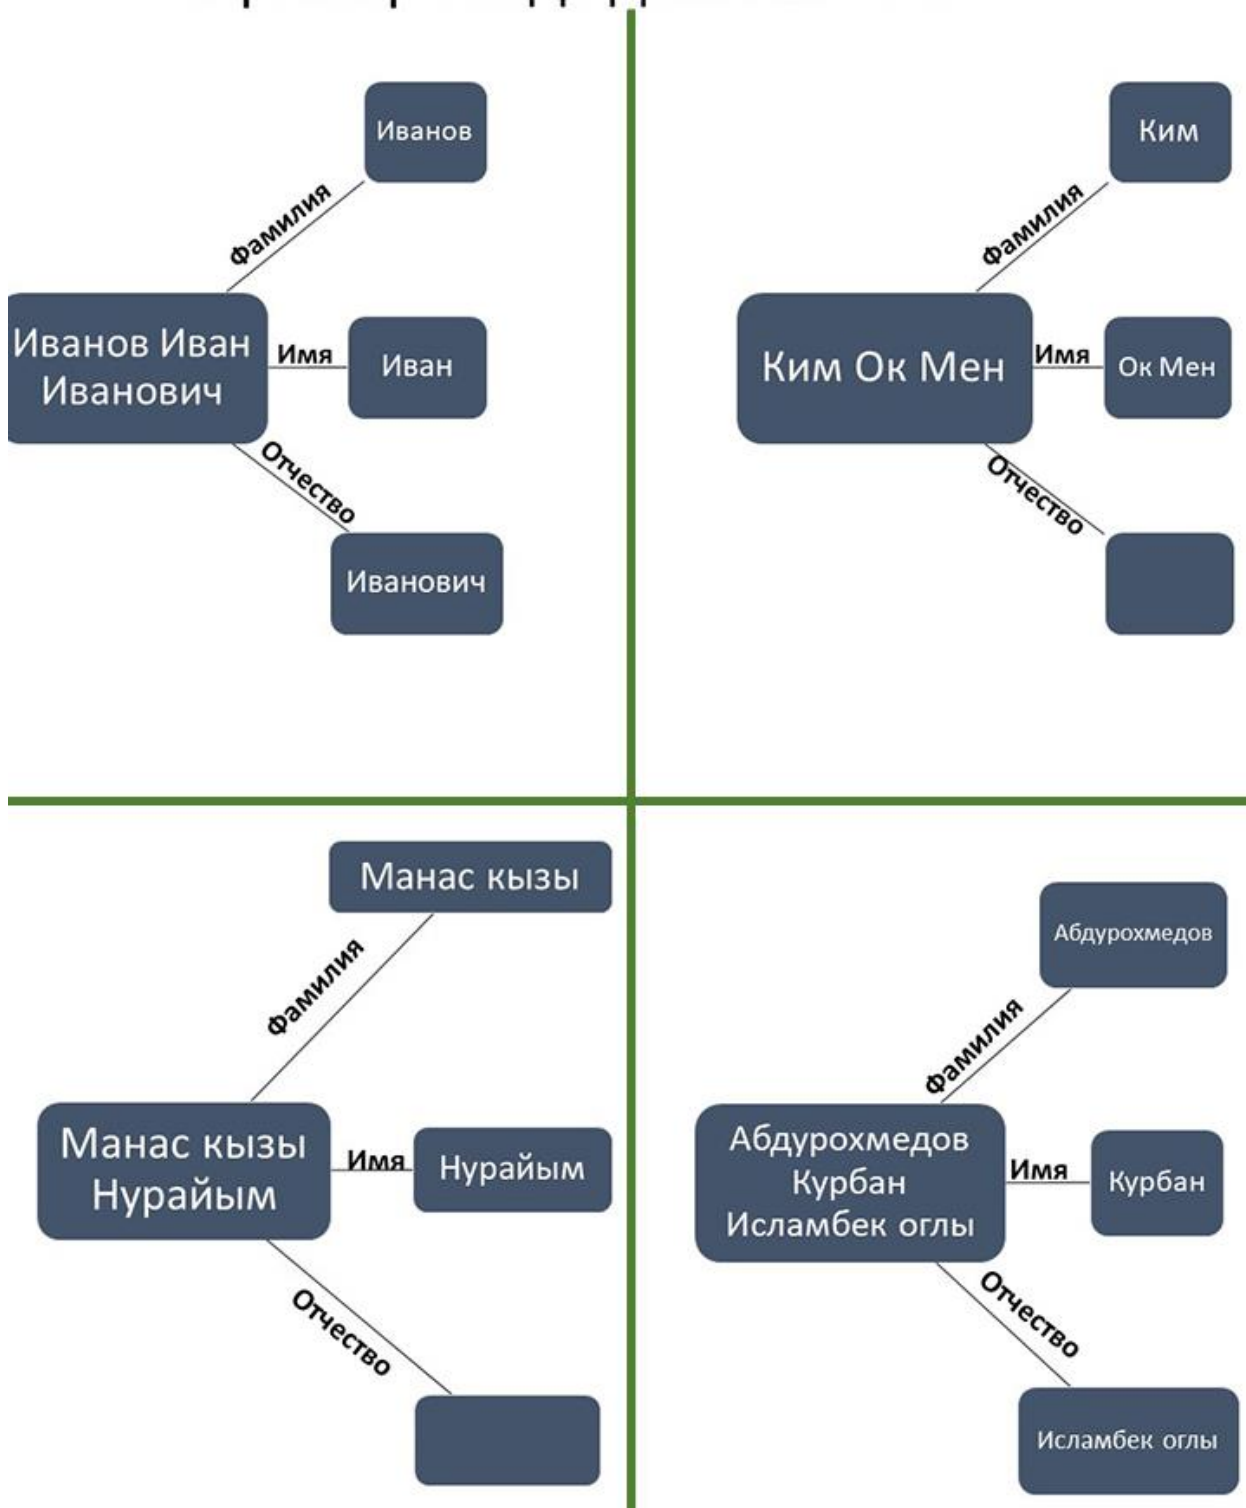 Иванов
Фамилия
Иванов Иван
Иванович
Имя
Иван
Отчество
Иванович
Ким
Фамилия
Ким Ок Мен
Имя
Ок Мен
Отчество
Манас кызы
Фамилия
Манас кызы
Нурайым
Имя
Нурайым
Отчество
Абдурохмедов
Фамилия
Абдурохмедов
Курбан
Исламбек оглы
Имя
Курбан
Отчество
Исламбек оглы